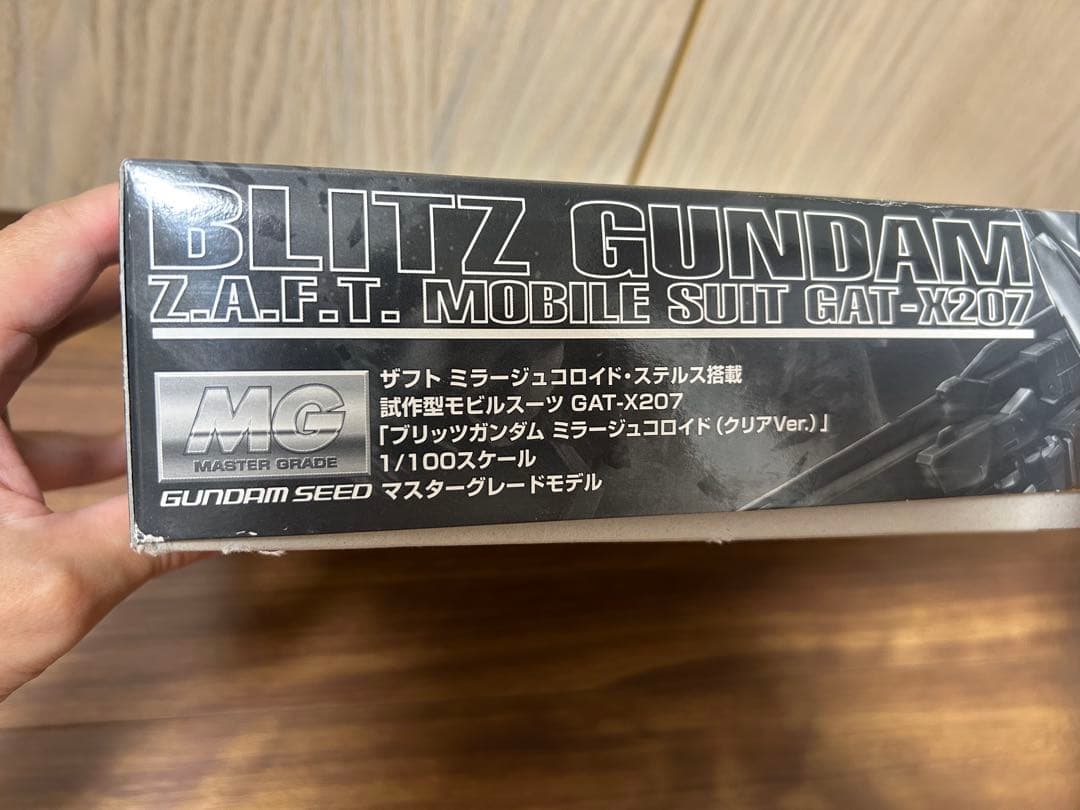 BLITZ GUNDAM
Z.A.F.T. MOBILE SUIT GAT-X207
MG
MASTER GRADE
GUNDAM SEED
ザフト ミラージュコロイド・ステルス搭載
試作型モビルスーツ GAT-X207
「ブリッツガンダム ミラージュコロイド（クリアVer.）」
1/100スケール
マスターグレードモデル